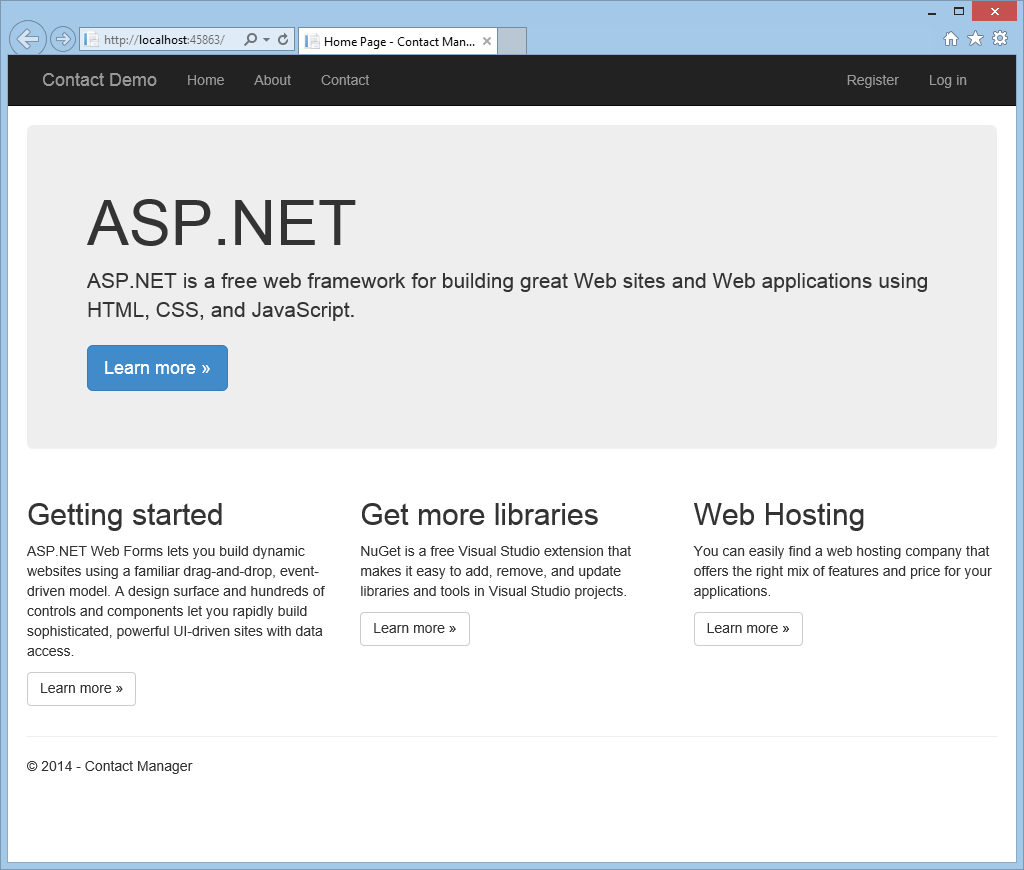 http://localhost:45863/
Home Page - Contact Man...
Contact Demo Home About Contact Register Log in
ASP.NET
ASP.NET is a free web framework for building great Web sites and Web applications using
HTML, CSS, and JavaScript.
Learn more »
Getting started
ASP.NET Web Forms lets you build dynamic
websites using a familiar drag-and-drop, event-
driven model. A design surface and hundreds of
controls and components let you rapidly build
sophisticated, powerful UI-driven sites with data
access.
Learn more »
Get more libraries
NuGet is a free Visual Studio extension that
makes it easy to add, remove, and update
libraries and tools in Visual Studio projects.
Learn more »
Web Hosting
You can easily find a web hosting company that
offers the right mix of features and price for your
applications.
Learn more »
© 2014 - Contact Manager